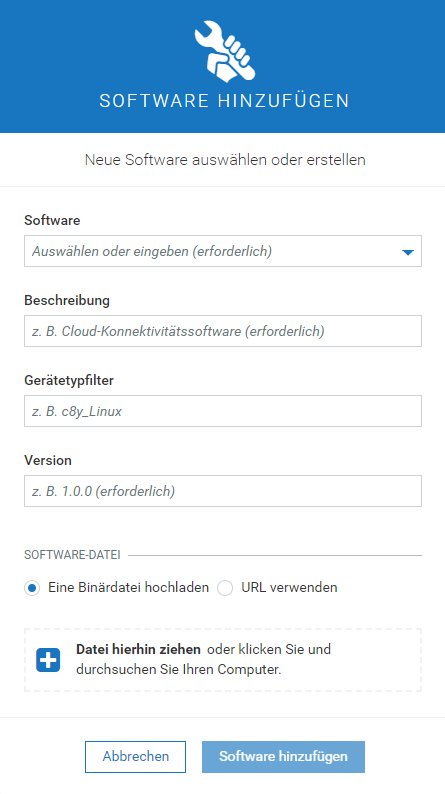 SOFTWARE HINZUFÜGEN
Neue Software auswählen oder erstellen
Software
Auswählen oder eingeben (erforderlich)
Beschreibung
z. B. Cloud-Konnektivitätssoftware (erforderlich)
Gerätetypfilter
z. B. c8y_Linux
Version
z. B. 1.0.0 (erforderlich)
SOFTWARE-DATEI
Eine Binärdatei hochladen URL verwenden
Datei hierhin ziehen oder klicken Sie und
durchsuchen Sie Ihren Computer.
Abbrechen Software hinzufügen